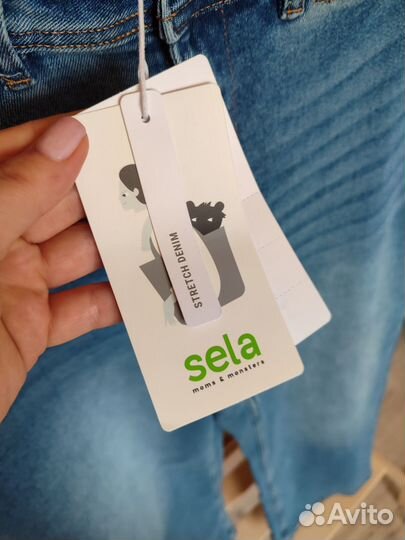 STRETCH DENIM
sela
moms & monsters
Avito